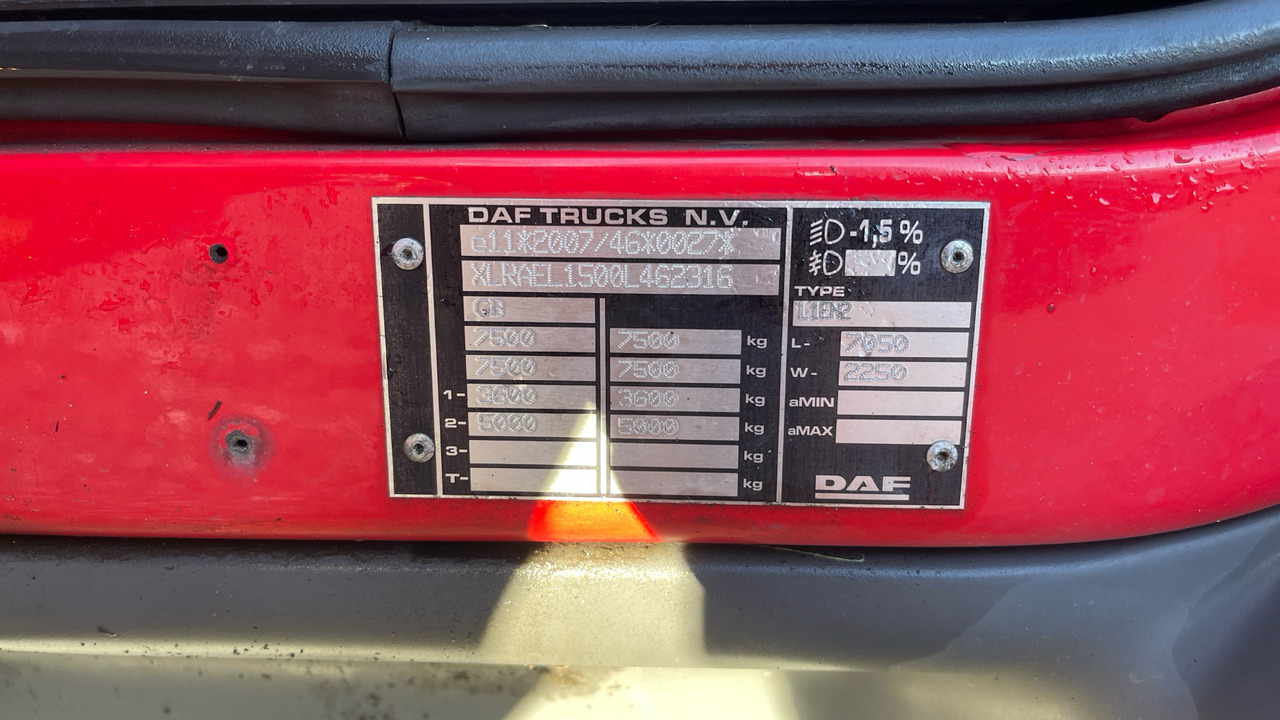 DAF TRUCKS N.V.
e11*2007/46*0027*
XLRAEL1500L462316
GB
7500 7500 kg
7500 7500 kg
1- 3600 3600 kg
2- 5000 5000 kg
3- kg
T- kg
-1,5 %
%
TYPE
L1EN2
L- 7050
W- 2250
aMIN
aMAX
DAF